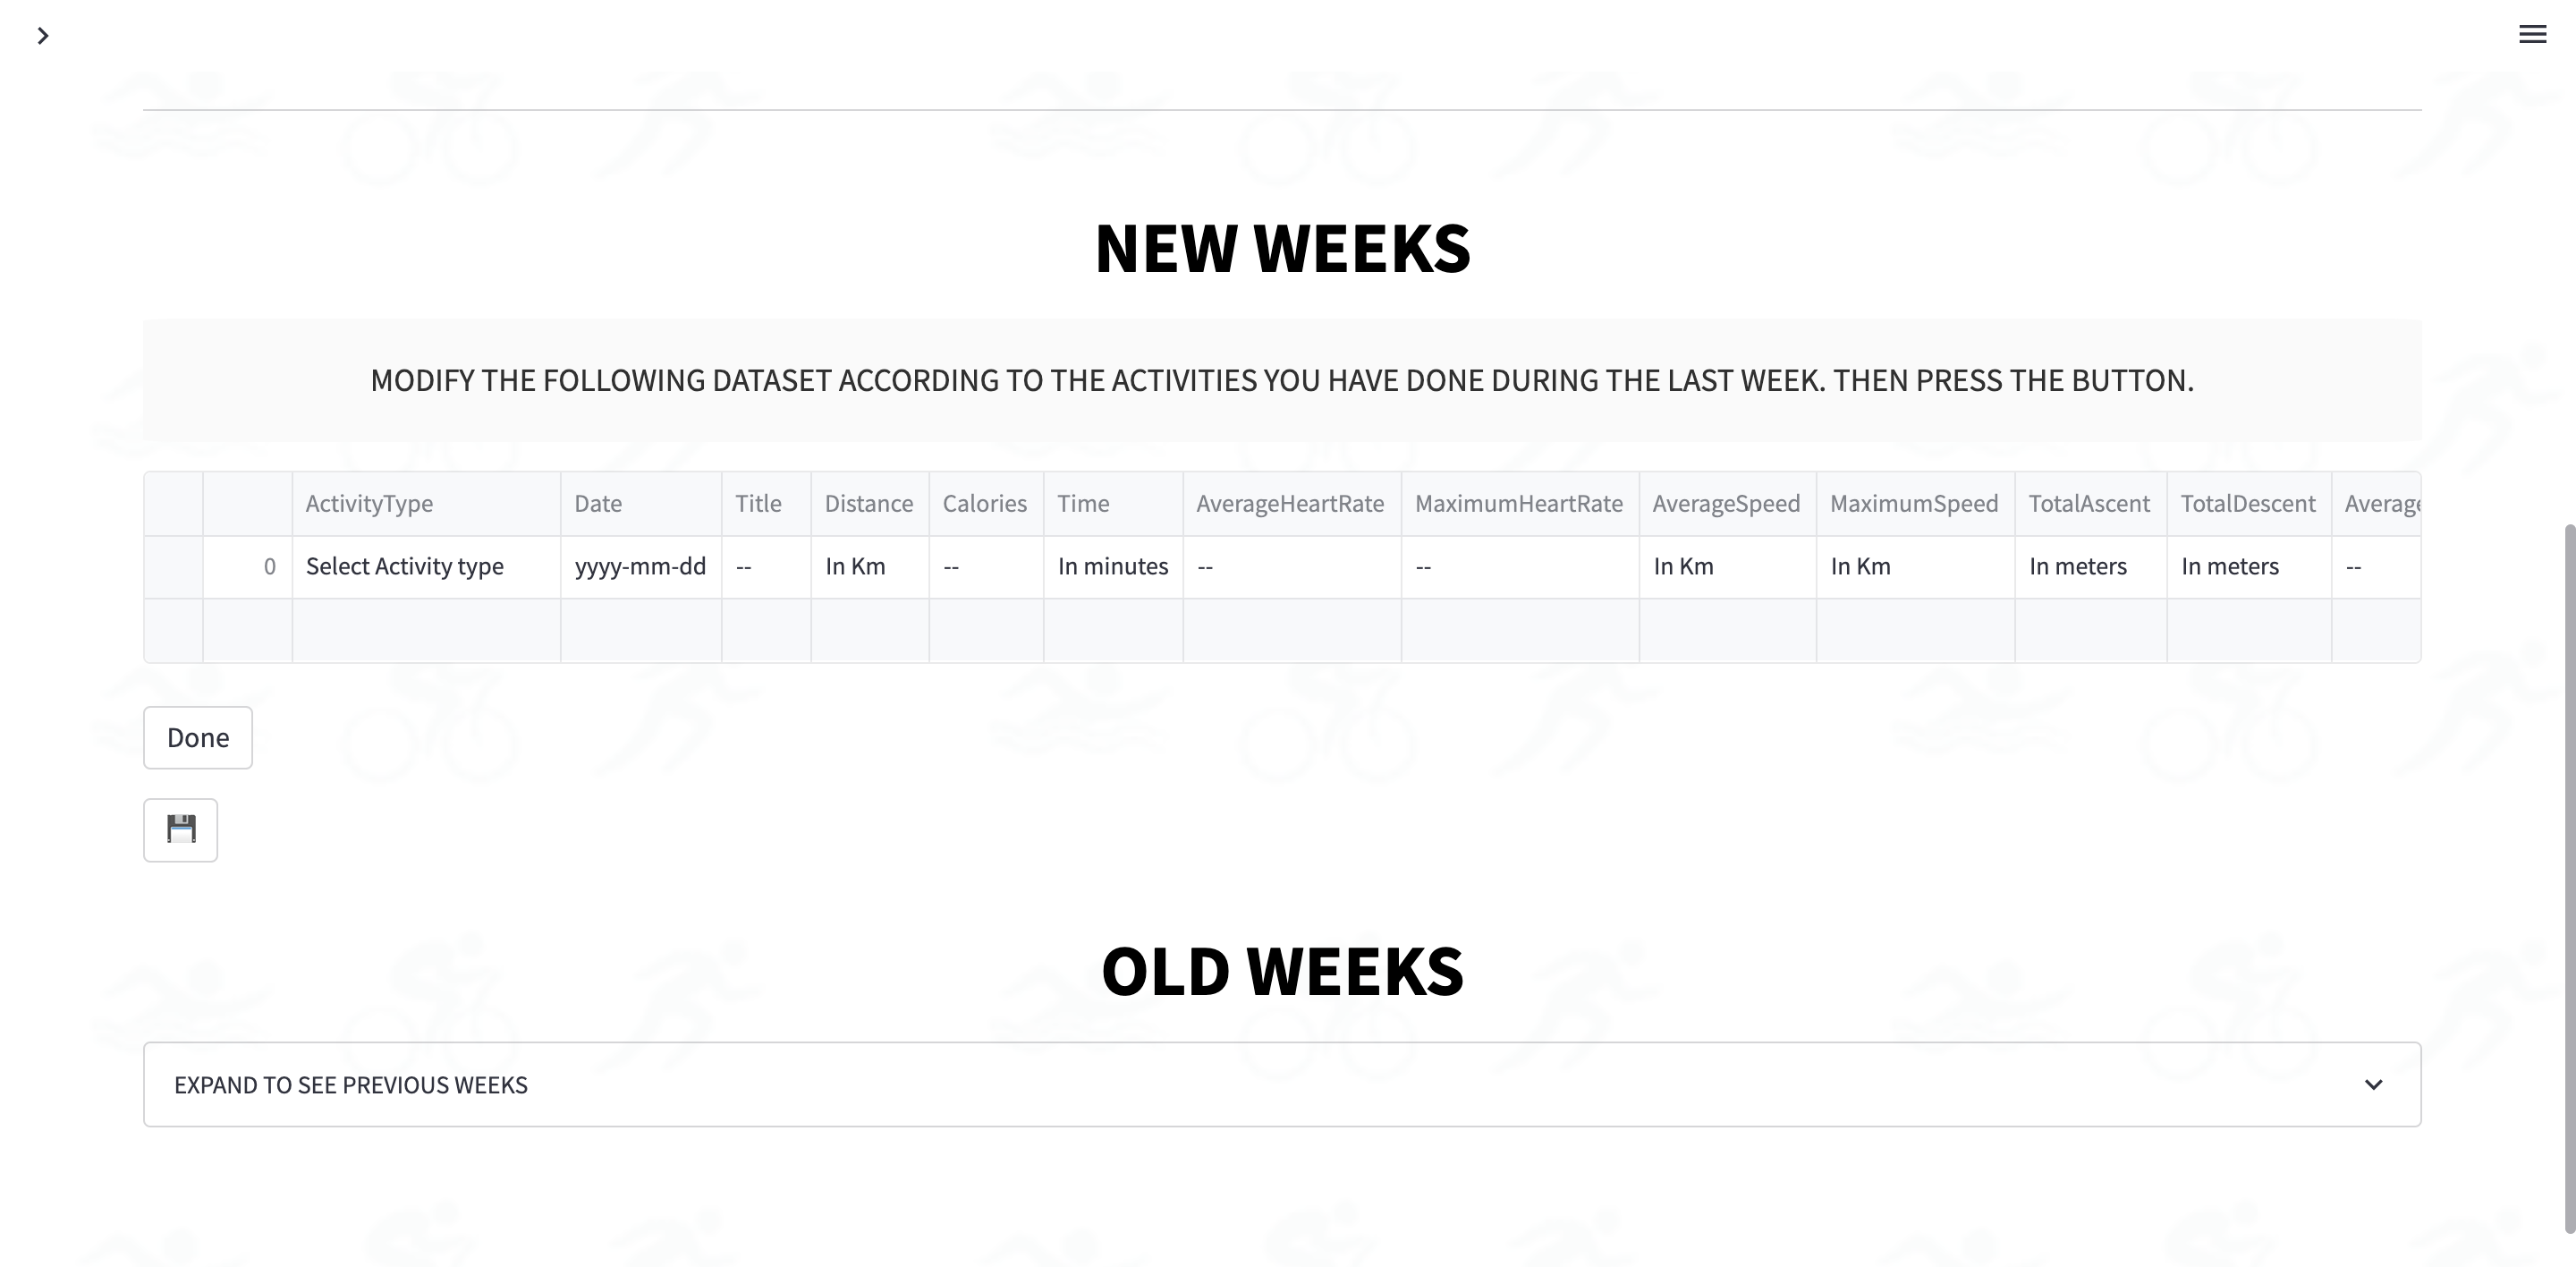 NEW WEEKS
MODIFY THE FOLLOWING DATASET ACCORDING TO THE ACTIVITIES YOU HAVE DONE DURING THE LAST WEEK. THEN PRESS THE BUTTON.
ActivityType Date Title Distance Calories Time AverageHeartRate MaximumHeartRate AverageSpeed MaximumSpeed TotalAscent TotalDescent Average
0 Select Activity type yyyy-mm-dd -- In Km -- In minutes -- -- In Km In Km In meters In meters --
Done
OLD WEEKS
EXPAND TO SEE PREVIOUS WEEKS